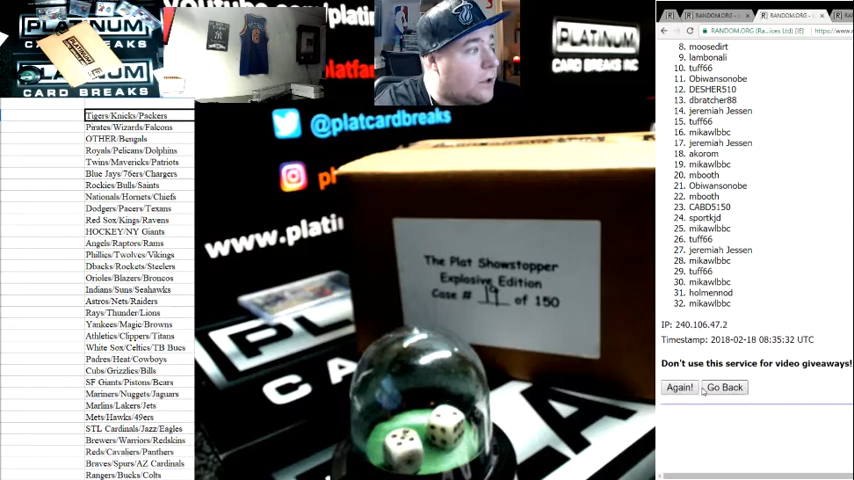 PLATINUM
CARD BREAKS
PLATINUM
CARD BREAKS INC
@platcardbreaks
youtube.com
www.plati
The Plat Showstopper
Explosive Edition
Case # 19 of 150
Tigers/Knicks/Packers
Pirates/Wizards/Falcons
OTHER/Bengals
Royals/Pelicans/Dolphins
Twins/Mavericks/Patriots
Blue Jays/76ers/Chargers
Rockies/Bulls/Saints
Nationals/Hornets/Chiefs
Dodgers/Pacers/Texans
Red Sox/Kings/Ravens
HOCKEY/NY Giants
Angels/Raptors/Rams
Phillies/Twolves/Vikings
Dbacks/Rockets/Steelers
Orioles/Blazers/Broncos
Indians/Suns/Seahawks
Astros/Nets/Raiders
Rays/Thunder/Lions
Yankees/Magic/Browns
Athletics/Clippers/Titans
White Sox/Celtics/TB Bucs
Padres/Heat/Cowboys
Cubs/Grizzlies/Bills
SF Giants/Pistons/Bears
Mariners/Nuggets/Jaguars
Marlins/Lakers/Jets
Mets/Hawks/49ers
STL Cardinals/Jazz/Eagles
Brewers/Warriors/Redskins
Reds/Cavaliers/Panthers
Braves/Spurs/AZ Cardinals
Rangers/Bucks/Colts
8. moosedirt
9. lambonali
10. tuff66
11. Obiwansonobe
12. DESHER510
13. dbratcher88
14. jeremiah Jessen
15. tuff66
16. mikawlbbc
17. jeremiah Jessen
18. akorom
19. mikawlbbc
20. mbooth
21. Obiwansonobe
22. mbooth
23. CABD5150
24. sportkjd
25. mikawlbbc
26. tuff66
27. jeremiah Jessen
28. mikawlbbc
29. tuff66
30. mikawlbbc
31. holmennod
32. mikawlbbc
IP: 240.106.47.2
Timestamp: 2018-02-18 08:35:32 UTC
Don't use this service for video giveaways!
Again!
Go Back